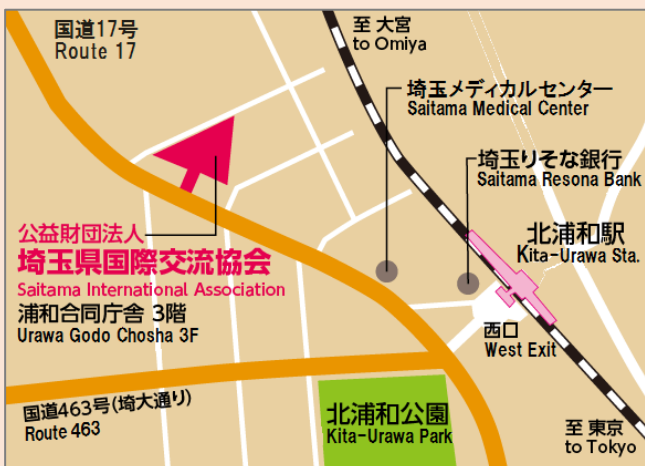 国道17号
Route 17
至 大宮
to Omiya
埼玉メディカルセンター
Saitama Medical Center
埼玉りそな銀行
Saitama Resona Bank
公益財団法人
埼玉県国際交流協会
Saitama International Association
浦和合同庁舎 3階
Urawa Godo Chosha 3F
北浦和駅
Kita-Urawa Sta.
西口
West Exit
国道463号(埼大通り)
Route 463
北浦和公園
Kita-Urawa Park
至 東京
to Tokyo